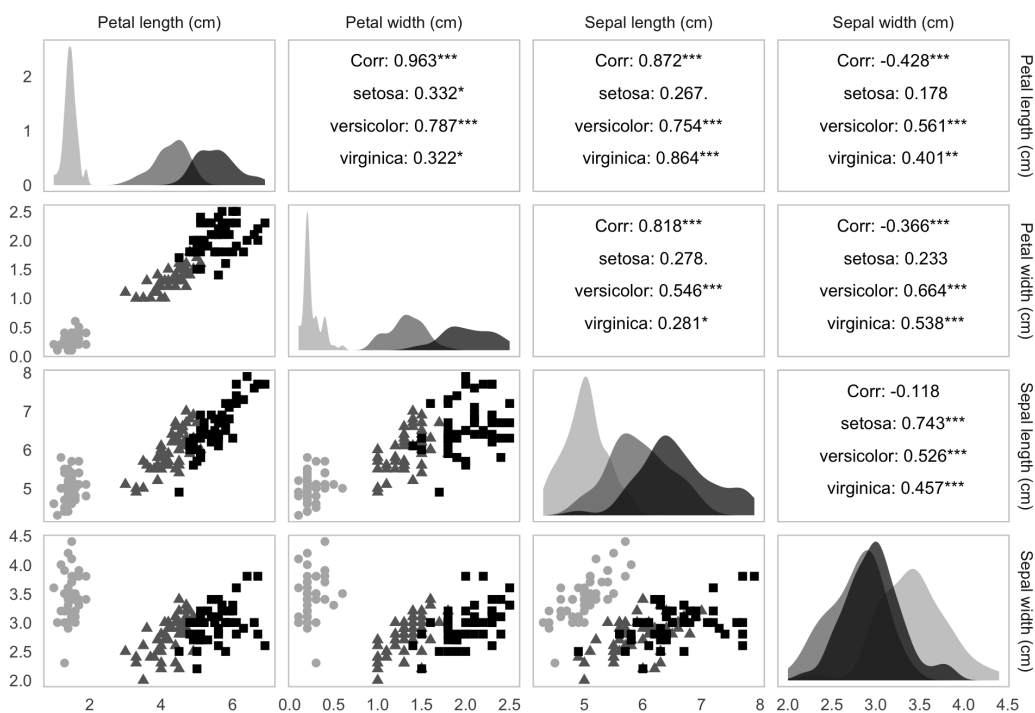 Petal length (cm)
Petal width (cm)
Sepal length (cm)
Sepal width (cm)
2
1
0
Corr: 0.963***
setosa: 0.332*
versicolor: 0.787***
virginica: 0.322*
Corr: 0.872***
setosa: 0.267.
versicolor: 0.754***
virginica: 0.864***
Corr: -0.428***
setosa: 0.178
versicolor: 0.561***
virginica: 0.401**
Petal length (cm)
2.5
2.0
1.5
1.0
0.5
0.0
Corr: 0.818***
setosa: 0.278.
versicolor: 0.546***
virginica: 0.281*
Corr: -0.366***
setosa: 0.233
versicolor: 0.664***
virginica: 0.538***
Petal width (cm)
8
7
6
5
Corr: -0.118
setosa: 0.743***
versicolor: 0.526***
virginica: 0.457***
Sepal length (cm)
4.5
4.0
3.5
3.0
2.5
2.0
Sepal width (cm)
2
4
6
0.0
0.5
1.0
1.5
2.0
2.5
5
6
7
8
2.0
2.5
3.0
3.5
4.0
4.5